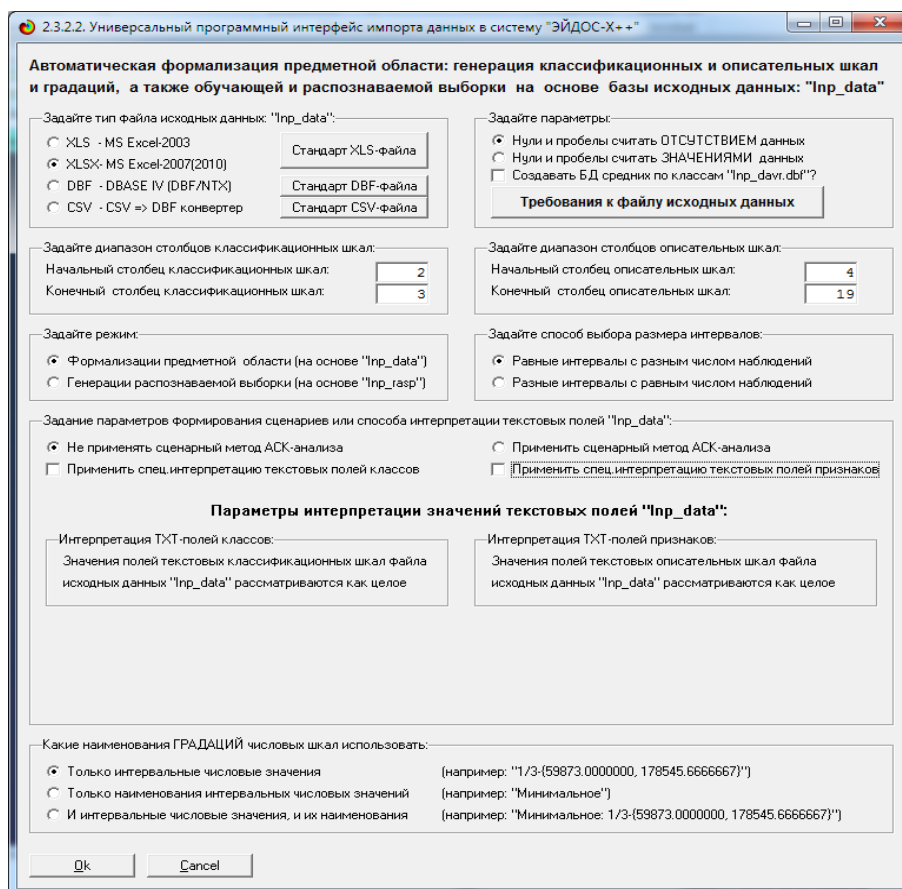 2.3.2.2. Универсальный программный интерфейс импорта данных в систему "ЭЙДОС-X++"
Автоматическая формализация предметной области: генерация классификационных и описательных шкал
и градаций, а также обучающей и распознаваемой выборки на основе базы исходных данных: "Inp_data"
Задайте тип файла исходных данных: "Inp_data":
XLS - MS Excel-2003
XLSX- MS Excel-2007(2010)
DBF - DBASE IV (DBF/NTX)
CSV - CSV => DBF конвертер
Стандарт XLS-файла
Стандарт DBF-файла
Стандарт CSV-файла
Задайте параметры:
Нули и пробелы считать ОТСУТСТВИЕМ данных
Нули и пробелы считать ЗНАЧЕНИЯМИ данных
Создавать БД средних по классам "Inp_davr.dbf"?
Требования к файлу исходных данных
Задайте диапазон столбцов классификационных шкал:
Начальный столбец классификационных шкал: 2
Конечный столбец классификационных шкал: 3
Задайте диапазон столбцов описательных шкал:
Начальный столбец описательных шкал: 4
Конечный столбец описательных шкал: 19
Задайте режим:
Формализации предметной области (на основе "Inp_data")
Генерации распознаваемой выборки (на основе "Inp_rasp")
Задайте способ выбора размера интервалов:
Равные интервалы с разным числом наблюдений
Разные интервалы с равным числом наблюдений
Задание параметров формирования сценариев или способа интерпретации текстовых полей "Inp_data":
Не применять сценарный метод АСК-анализа
Применить спец.интерпретацию текстовых полей классов
Применить сценарный метод АСК-анализа
Применить спец.интерпретацию текстовых полей признаков
Параметры интерпретации значений текстовых полей "Inp_data":
Интерпретация TXT-полей классов:
Значения полей текстовых классификационных шкал файла
исходных данных "Inp_data" рассматриваются как целое
Интерпретация TXT-полей признаков:
Значения полей текстовых описательных шкал файла
исходных данных "Inp_data" рассматриваются как целое
Какие наименования ГРАДАЦИЙ числовых шкал использовать:
Только интервальные числовые значения (например: "1/3-{59873.0000000, 178545.6666667}")
Только наименования интервальных числовых значений (например: "Минимальное")
И интервальные числовые значения, и их наименования (например: "Минимальное: 1/3-{59873.0000000, 178545.6666667}")
Ok
Cancel